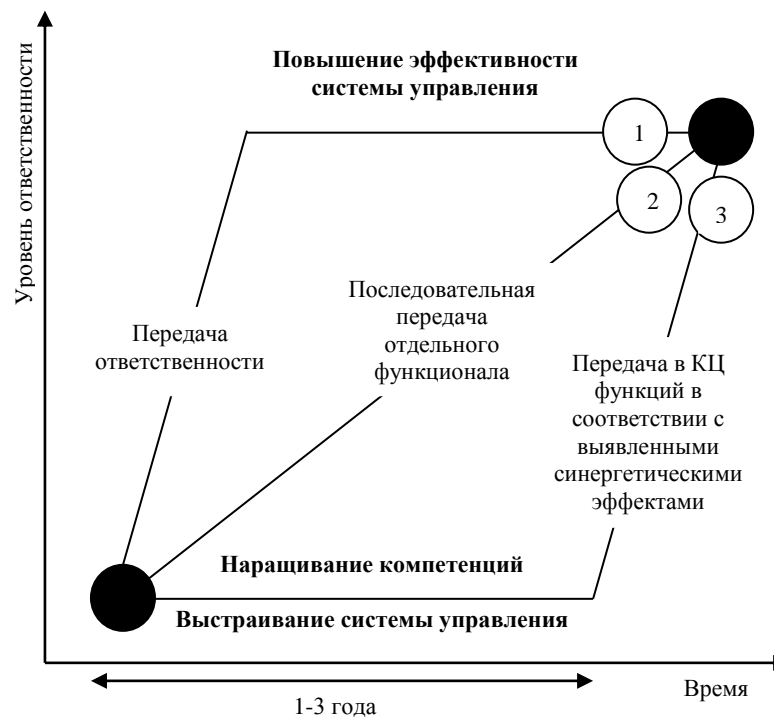 Уровень ответственности
Повышение эффективности
системы управления
1
2
3
Последовательная
передача
отдельного
функционала
Передача
ответственности
Передача в КЦ
функций в
соответствии с
выявленными
синергетическими
эффектами
Наращивание компетенций
Выстраивание системы управления
Время
1-3 года